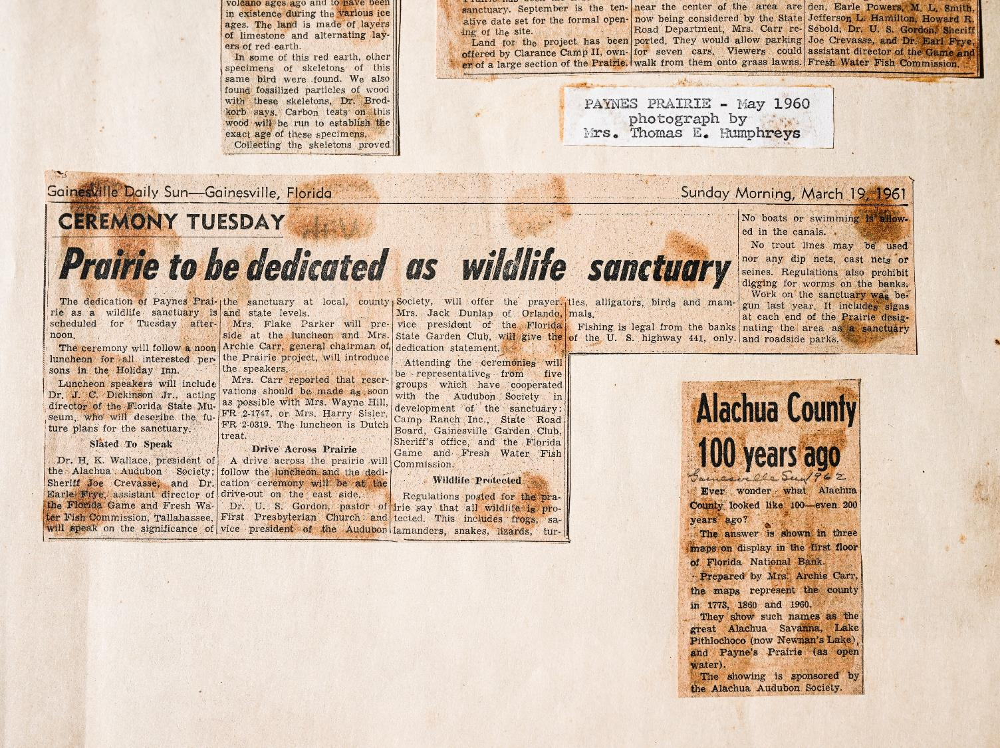 volcano ages ago and to have been
in existence during the various ice
ages. The land is made of layers
of limestone and alternating lay-
ers of red earth.
In some of this red earth, other
specimens of skeletons of this
same bird were found. We also
found fossilized particles of wood
with these skeletons, Dr. Brod-
korb says. Carbon tests on this
wood will be run to establish the
exact age of these specimens.
Collecting the skeletons proved
sanctuary. September is the ten-
ative date set for the formal open-
ing of the site.
Land for the project has been
offered by Clarance Camp II, own-
er of a large section of the Prairie.
near the center of the area are
now being considered by the State
Road Department, Mrs. Carr re-
ported. They would allow parking
for seven cars. Viewers could
walk from them onto grass lawns.
den, Earle Powers, M. L. Smith,
Jefferson L. Hamilton, Howard R.
Sebold, Dr. U. S. Gordon, Sheriff
Joe Crevasse, and Dr. Earl Frye,
assistant director of the Game and
Fresh Water Fish Commission.
PAYNES PRAIRIE - May 1960
photograph by
Mrs. Thomas E. Humphreys
Gainesville Daily Sun—Gainesville, Florida
Sunday Morning, March 19, 1961
CEREMONY TUESDAY
Prairie to be dedicated as wildlife sanctuary
The dedication of Paynes Prai-
rie as a wildlife sanctuary is
scheduled for Tuesday after-
noon.
The ceremony will follow a noon
luncheon for all interested per-
sons in the Holiday Inn.
Luncheon speakers will include
Dr. J. C. Dickinson Jr., acting
director of the Florida State Mu-
seum, who will describe the fu-
ture plans for the sanctuary.
Slated To Speak
Dr. H. K. Wallace, president of
the Alachua Audubon Society;
Sheriff Joe Crevasse, and Dr.
Earle Frye, assistant director of
the Florida Game and Fresh Wa-
ter Fish Commission, Tallahassee,
will speak on the significance of
the sanctuary at local, county
and state levels.
Mrs. Flake Parker will pre-
side at the luncheon and Mrs.
Archie Carr, general chairman of
the Prairie project, will introduce
the speakers.
Mrs. Carr reported that reser-
vations should be made as soon
as possible with Mrs. Wayne Hill,
FR 2-1747, or Mrs. Harry Sisler,
FR 2-0319. The luncheon is Dutch
treat.
Drive Across Prairie
A drive across the prairie will
follow the luncheon and the dedi-
cation ceremony will be at the
drive-out on the east side.
Dr. U. S. Gordon, pastor of
First Presbyterian Church and
vice president of the Audubon
Society, will offer the prayer.
Mrs. Jack Dunlap of Orlando,
vice president of the Florida
State Garden Club, will give the
dedication statement.
Attending the ceremonies will
be representatives from five
groups which have cooperated
with the Audubon Society in
development of the sanctuary:
Camp Ranch Inc., State Road
Board, Gainesville Garden Club,
Sheriff's office, and the Florida
Game and Fresh Water Fish
Commission.
Wildlife Protected
Regulations posted for the pra-
irie say that all wildlife is pro-
tected. This includes frogs, sa-
lamanders, snakes, lizards, tur-
tles, alligators, birds and mam-
mals.
Fishing is legal from the banks
of the U. S. highway 441, only.
No boats or swimming is allow-
ed in the canals.
No trout lines may be used
nor any dip nets, cast nets or
seines. Regulations also prohibit
digging for worms on the banks.
Work on the sanctuary was be-
gun last year. It includes signs
at each end of the Prairie desig-
nating the area as a sanctuary
and roadside parks.
Alachua County
100 years ago
Gainesville Sun 1962
Ever wonder what Alachua
County looked like 100—even 200
years ago?
The answer is shown in three
maps on display in the first floor
of Florida National Bank.
Prepared by Mrs. Archie Carr,
the maps represent the county
in 1773, 1860 and 1960.
They show such names as the
great Alachua Savanna, Lake
Pithlochoco (now Newnan's Lake),
and Payne's Prairie (as open
water).
The showing is sponsored by
the Alachua Audubon Society.